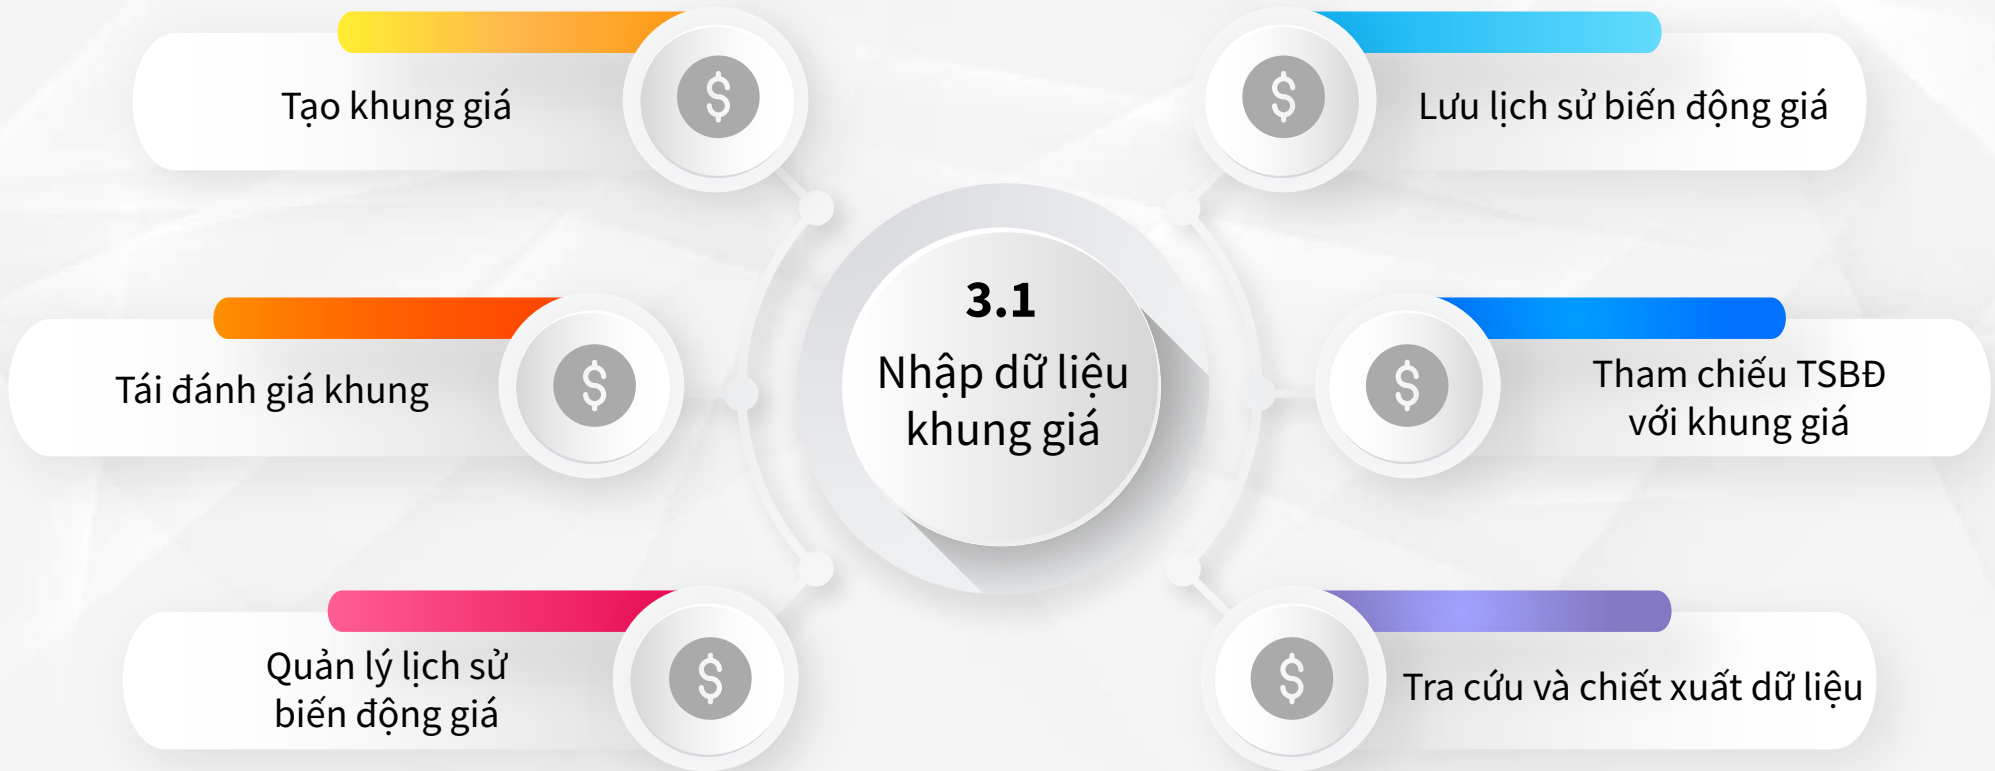 Tạo khung giá
Tái đánh giá khung
Quản lý lịch sử
biến động giá
3.1
Nhập dữ liệu
khung giá
Lưu lịch sử biến động giá
Tham chiếu TSBĐ
với khung giá
Tra cứu và chiết xuất dữ liệu